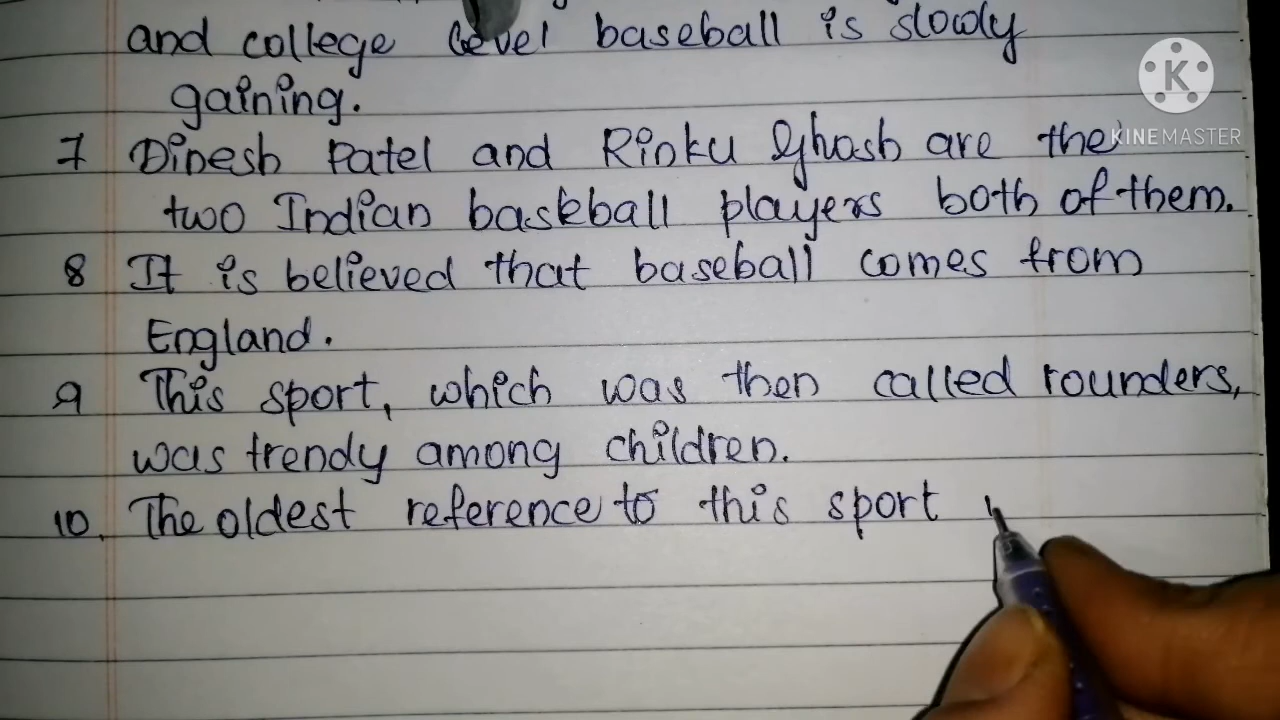 and college level baseball is slowly
gaining.
7 Dinesh Patel and Rinku Ghosh are the
two Indian baskball players both of them.
8 It is believed that baseball comes from
England.
9 This sport, which was then called rounders,
was trendy among children.
10. The oldest reference to this sport
K
KINEMASTER